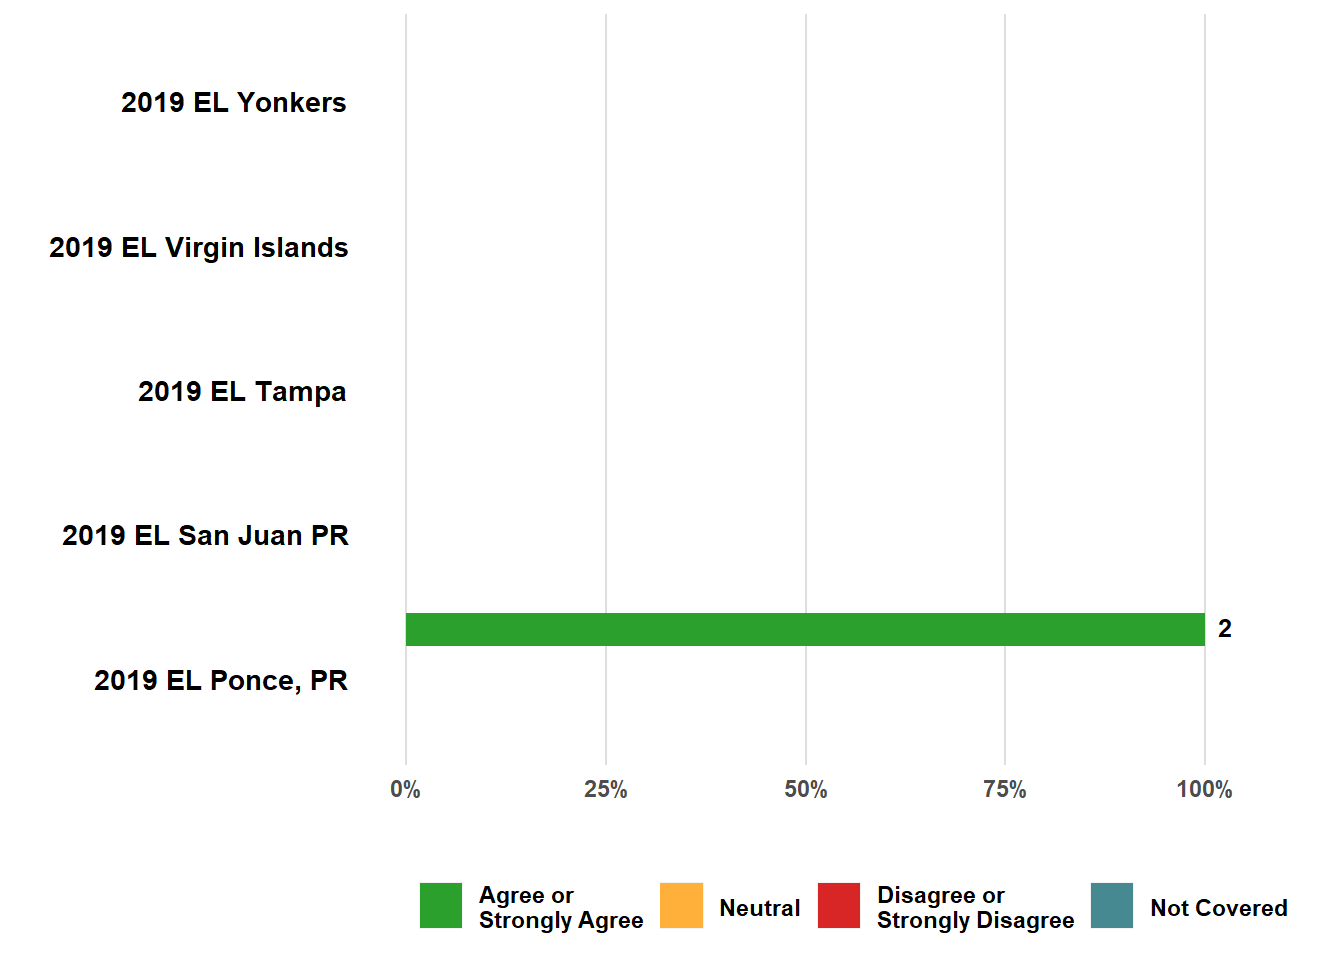 2019 EL Yonkers
2019 EL Virgin Islands
2019 EL Tampa
2019 EL San Juan PR
2
2019 EL Ponce, PR
0% 25% 50% 75% 100%
Agree or
Strongly Agree
Neutral
Disagree or
Strongly Disagree
Not Covered